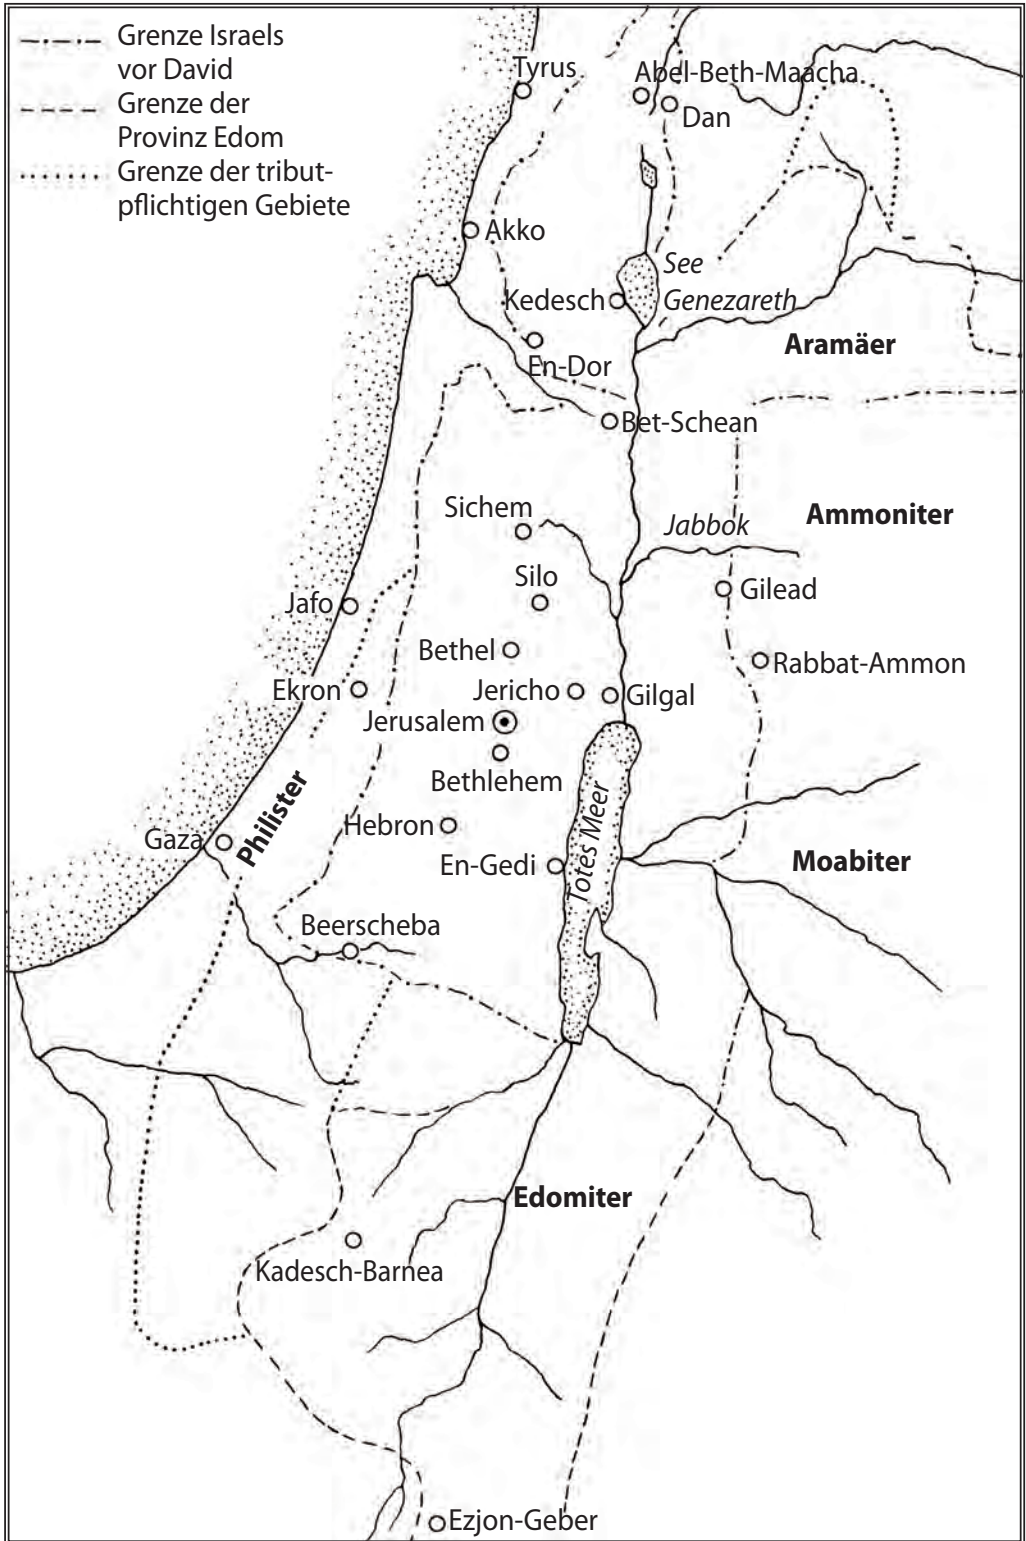 Grenze Israels
vor David
Grenze der
Provinz Edom
Grenze der tribut-
pflichtigen Gebiete
Tyrus
Abel-Beth-Maacha
Dan
Akko
See
Genezareth
Kedesch
Aramäer
En-Dor
Bet-Schean
Sichem
Jabbok
Ammoniter
Silo
Gilead
Jafo
Bethel
Rabbat-Ammon
Ekron
Jericho
Gilgal
Jerusalem
Bethlehem
Philister
Totes Meer
Hebron
Gaza
En-Gedi
Moabiter
Beerscheba
Edomiter
Kadesch-Barnea
Ezjon-Geber